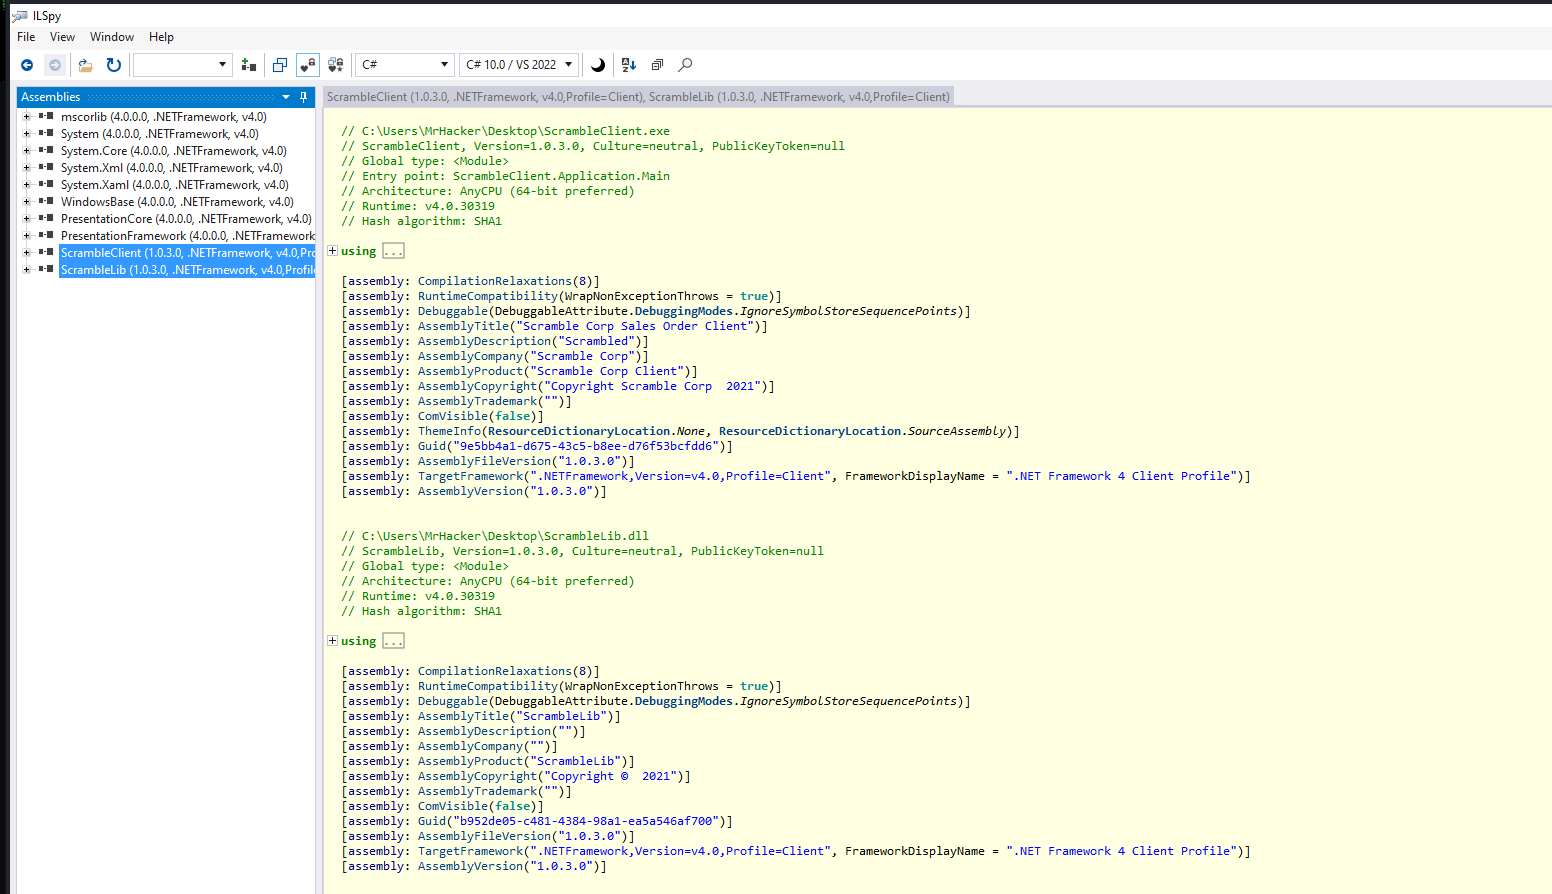 ILSpy
File View Window Help
C# C# 10.0 / VS 2022
Assemblies
mscorlib (4.0.0.0, .NETFramework, v4.0)
System (4.0.0.0, .NETFramework, v4.0)
System.Core (4.0.0.0, .NETFramework, v4.0)
System.Xml (4.0.0.0, .NETFramework, v4.0)
System.Xaml (4.0.0.0, .NETFramework, v4.0)
WindowsBase (4.0.0.0, .NETFramework, v4.0)
PresentationCore (4.0.0.0, .NETFramework, v4.0)
PresentationFramework (4.0.0.0, .NETFramework
ScrambleClient (1.0.3.0, .NETFramework, v4.0,Pro
ScrambleLib (1.0.3.0, .NETFramework, v4.0,Profil
ScrambleClient (1.0.3.0, .NETFramework, v4.0,Profile=Client), ScrambleLib (1.0.3.0, .NETFramework, v4.0,Profile=Client)
// C:\Users\MrHacker\Desktop\ScrambleClient.exe
// ScrambleClient, Version=1.0.3.0, Culture=neutral, PublicKeyToken=null
// Global type: <Module>
// Entry point: ScrambleClient.Application.Main
// Architecture: AnyCPU (64-bit preferred)
// Runtime: v4.0.30319
// Hash algorithm: SHA1
using ...
[assembly: CompilationRelaxations(8)]
[assembly: RuntimeCompatibility(WrapNonExceptionThrows = true)]
[assembly: Debuggable(DebuggableAttribute.DebuggingModes.IgnoreSymbolStoreSequencePoints)]
[assembly: AssemblyTitle("Scramble Corp Sales Order Client")]
[assembly: AssemblyDescription("Scrambled")]
[assembly: AssemblyCompany("Scramble Corp")]
[assembly: AssemblyProduct("Scramble Corp Client")]
[assembly: AssemblyCopyright("Copyright Scramble Corp  2021")]
[assembly: AssemblyTrademark("")]
[assembly: ComVisible(false)]
[assembly: ThemeInfo(ResourceDictionaryLocation.None, ResourceDictionaryLocation.SourceAssembly)]
[assembly: Guid("9e5bb4a1-d675-43c5-b8ee-d76f53bcfdd6")]
[assembly: AssemblyFileVersion("1.0.3.0")]
[assembly: TargetFramework(".NETFramework,Version=v4.0,Profile=Client", FrameworkDisplayName = ".NET Framework 4 Client Profile")]
[assembly: AssemblyVersion("1.0.3.0")]
// C:\Users\MrHacker\Desktop\ScrambleLib.dll
// ScrambleLib, Version=1.0.3.0, Culture=neutral, PublicKeyToken=null
// Global type: <Module>
// Architecture: AnyCPU (64-bit preferred)
// Runtime: v4.0.30319
// Hash algorithm: SHA1
using ...
[assembly: CompilationRelaxations(8)]
[assembly: RuntimeCompatibility(WrapNonExceptionThrows = true)]
[assembly: Debuggable(DebuggableAttribute.DebuggingModes.IgnoreSymbolStoreSequencePoints)]
[assembly: AssemblyTitle("ScrambleLib")]
[assembly: AssemblyDescription("")]
[assembly: AssemblyCompany("")]
[assembly: AssemblyProduct("ScrambleLib")]
[assembly: AssemblyCopyright("Copyright ©  2021")]
[assembly: AssemblyTrademark("")]
[assembly: ComVisible(false)]
[assembly: Guid("b952de05-c481-4384-98a1-ea5a546af700")]
[assembly: AssemblyFileVersion("1.0.3.0")]
[assembly: TargetFramework(".NETFramework,Version=v4.0,Profile=Client", FrameworkDisplayName = ".NET Framework 4 Client Profile")]
[assembly: AssemblyVersion("1.0.3.0")]